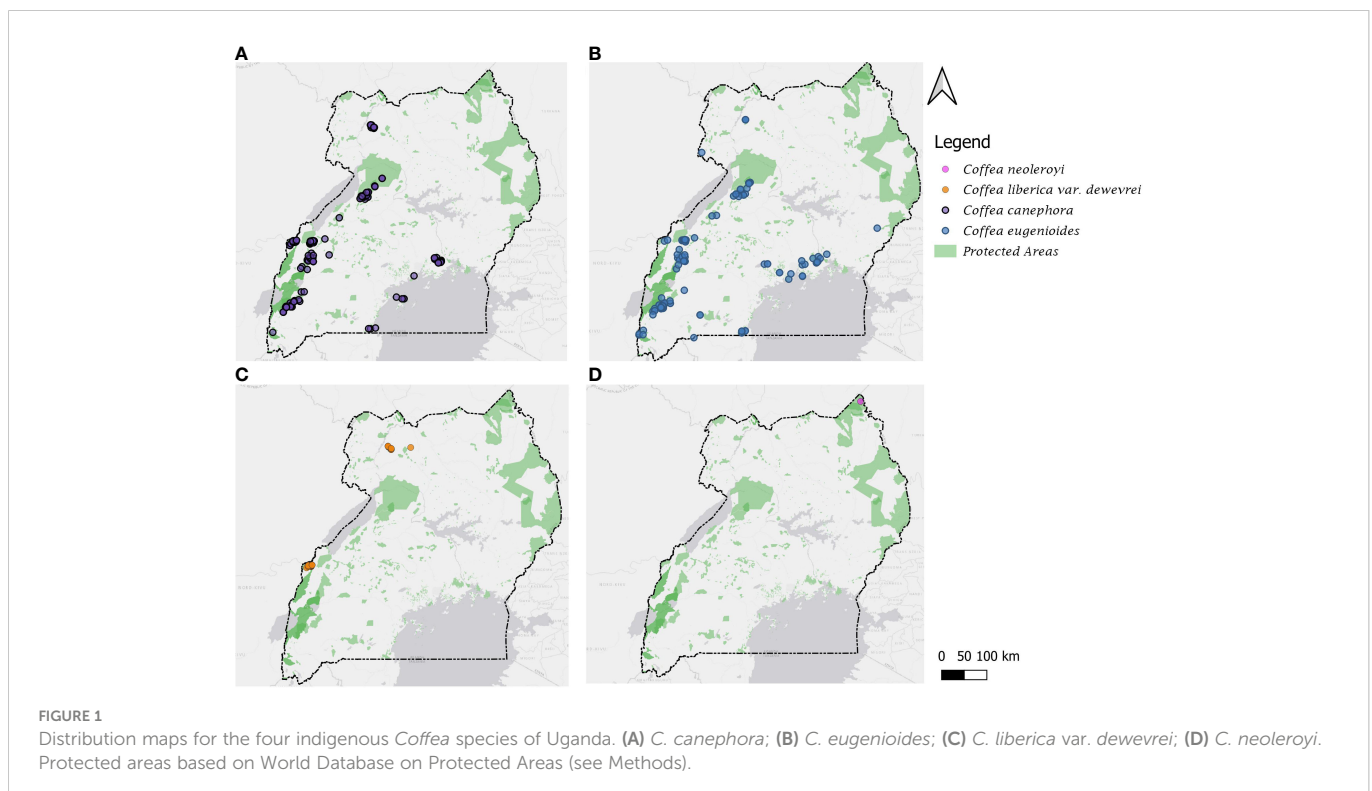 A
B
Legend
Coffea neoleroyi
Coffea liberica var. dewevrei
Coffea canephora
Coffea eugenioides
Protected Areas
C
D
0 50 100 km
FIGURE 1
Distribution maps for the four indigenous Coffea species of Uganda. (A) C. canephora; (B) C. eugenioides; (C) C. liberica var. dewevrei; (D) C. neoleroyi.
Protected areas based on World Database on Protected Areas (see Methods).